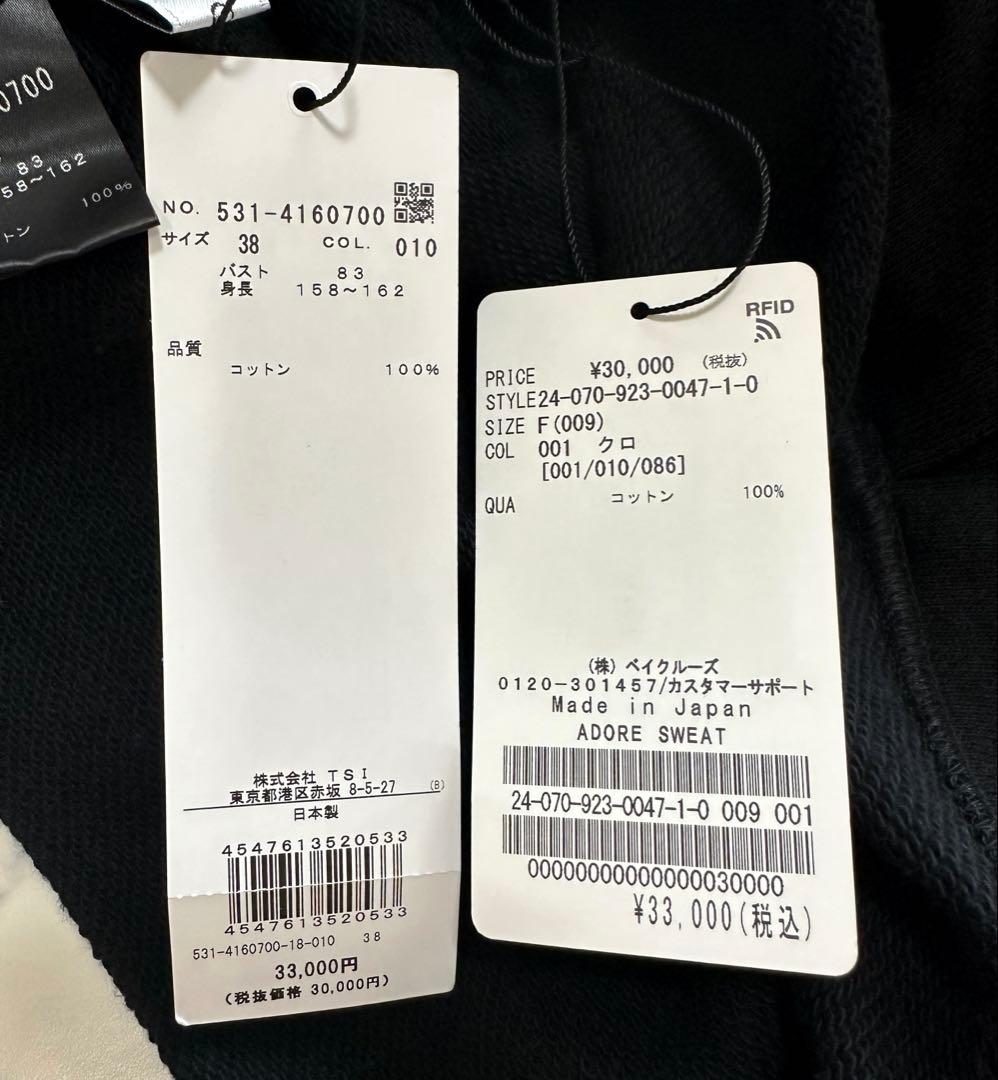 0700
83
58~162
100%
トン
NO. 531-4160700
サイズ 38 COL. 010
バスト 83
身長 158~162
品質
コットン 100%
株式会社 TSI
東京都港区赤坂 8-5-27 (B)
日本製
4547613520533
4547613520533
531-4160700-18-010 38
33,000円
(税抜価格 30,000円)
RFID
PRICE ¥30,000 (税抜)
STYLE24-070-923-0047-1-0
SIZE F(009)
COL 001 クロ
[001/010/086]
QUA コットン 100%
(株) ベイクルーズ
0120-301457/カスタマーサポート
Made in Japan
ADORE SWEAT
24-070-923-0047-1-0 009 001
00000000000000030000
¥33,000(税込)